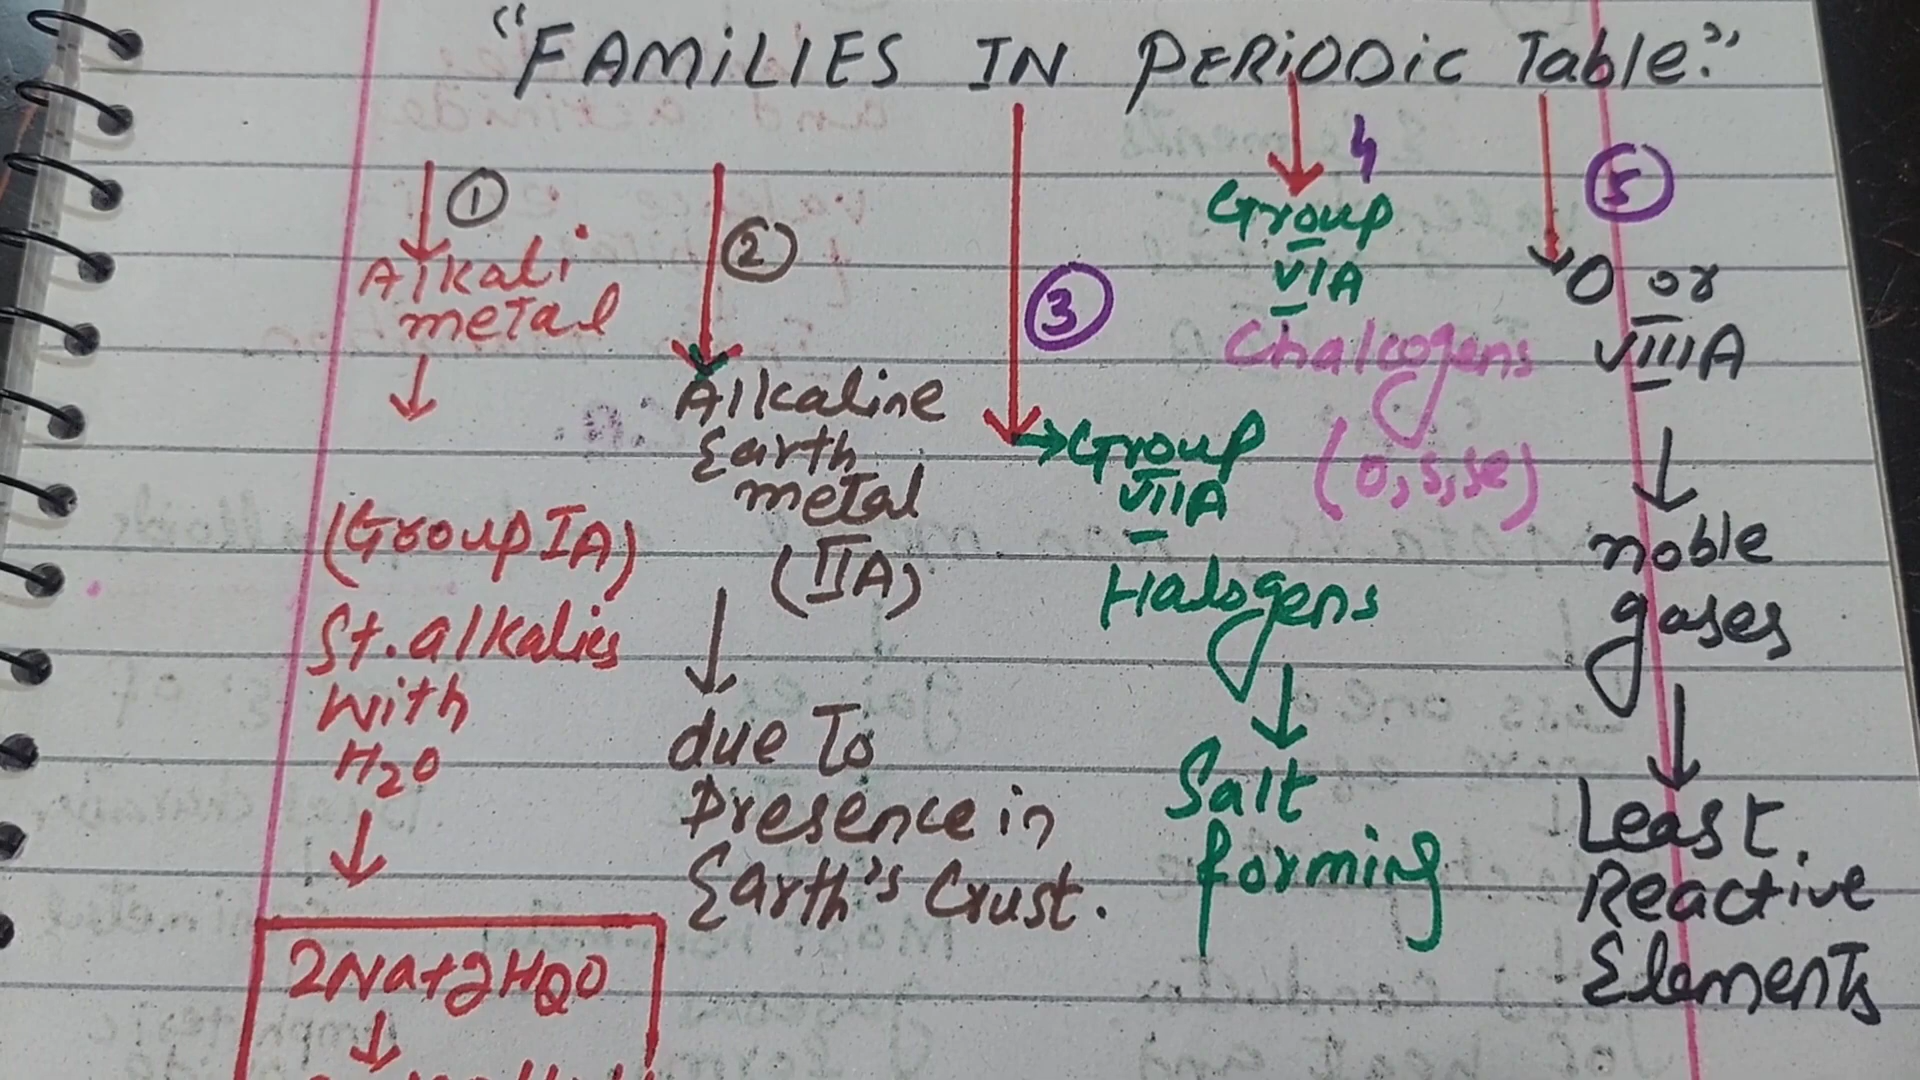 "FAMILIES IN PERIODIC Table"
①
Alkali
metal
(Group IA)
St. alkalies
with
H2O
2Na+2H2O
②
Alkaline
Earth
metal
(IIA)
due To
Presence in
Earth's Crust.
③
Group
VIIA
Halogens
Salt
forming
4
Group
VIA
Chalcogens
(O, S, Se)
⑤
O or
VIIIA
noble
gases
Least
Reactive
Elements